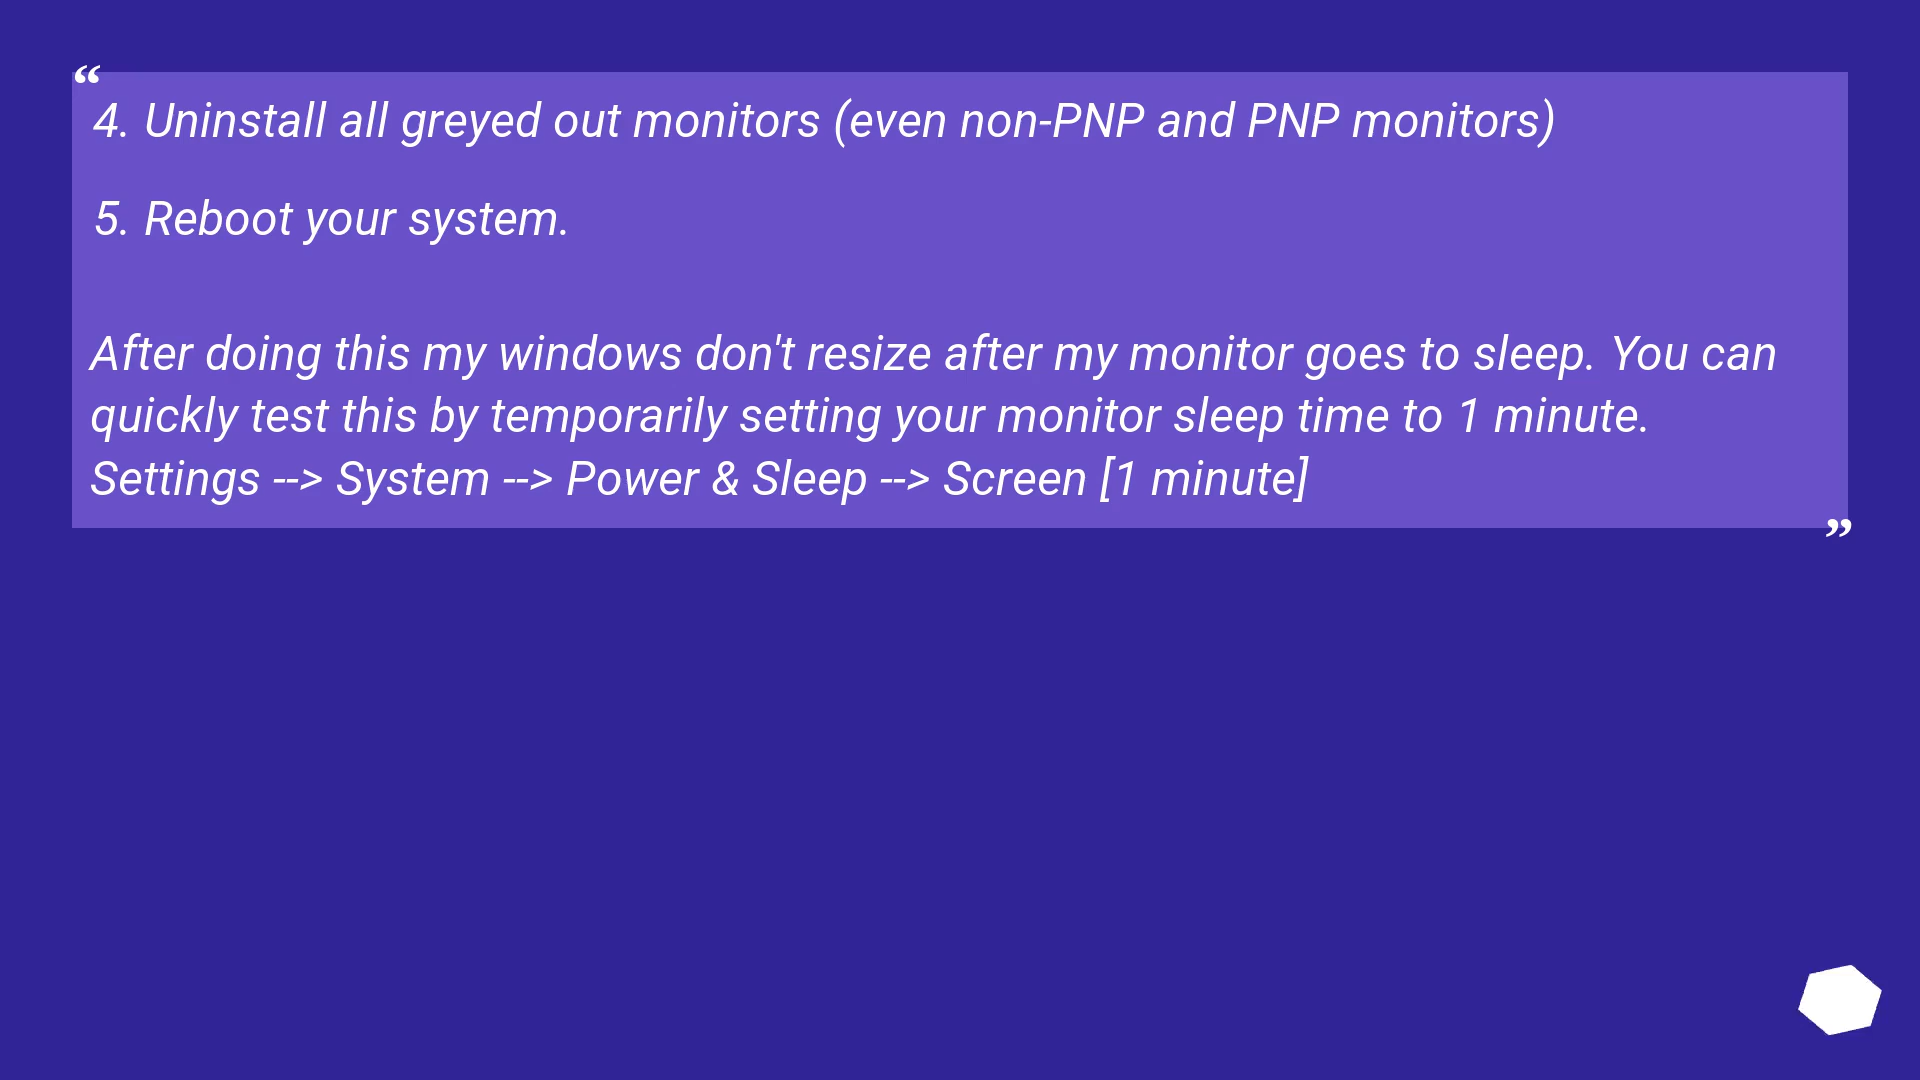 “
4. Uninstall all greyed out monitors (even non-PNP and PNP monitors)
5. Reboot your system.
After doing this my windows don't resize after my monitor goes to sleep. You can
quickly test this by temporarily setting your monitor sleep time to 1 minute.
Settings --> System --> Power & Sleep --> Screen [1 minute]
”